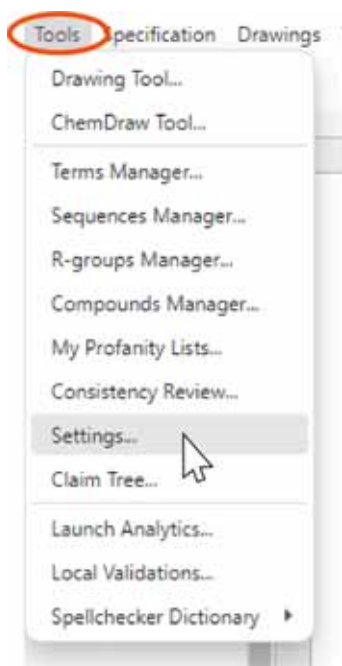 Tools Specification Drawings
Drawing Tool...
ChemDraw Tool...
Terms Manager...
Sequences Manager...
R-groups Manager...
Compounds Manager...
My Profanity Lists...
Consistency Review...
Settings...
Claim Tree...
Launch Analytics...
Local Validations...
Spellchecker Dictionary